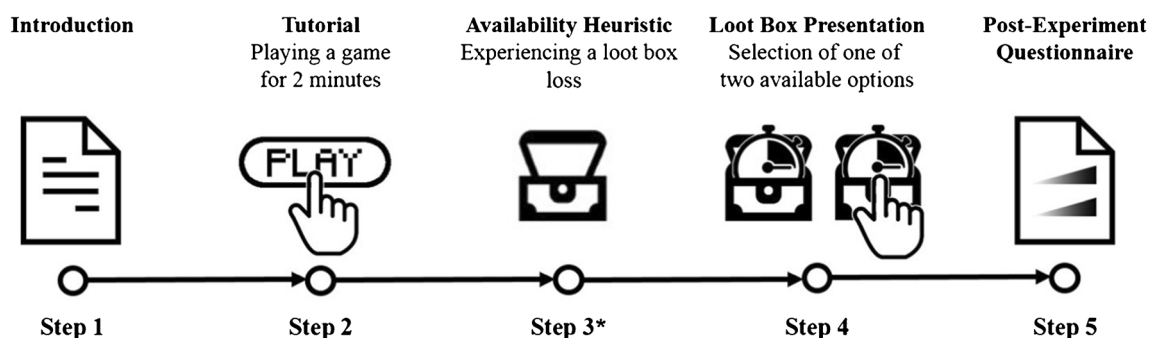 Introduction
Tutorial
Playing a game
for 2 minutes
Availability Heuristic
Experiencing a loot box
loss
Loot Box Presentation
Selection of one of
two available options
Post-Experiment
Questionnaire
PLAY
Step 1
Step 2
Step 3*
Step 4
Step 5